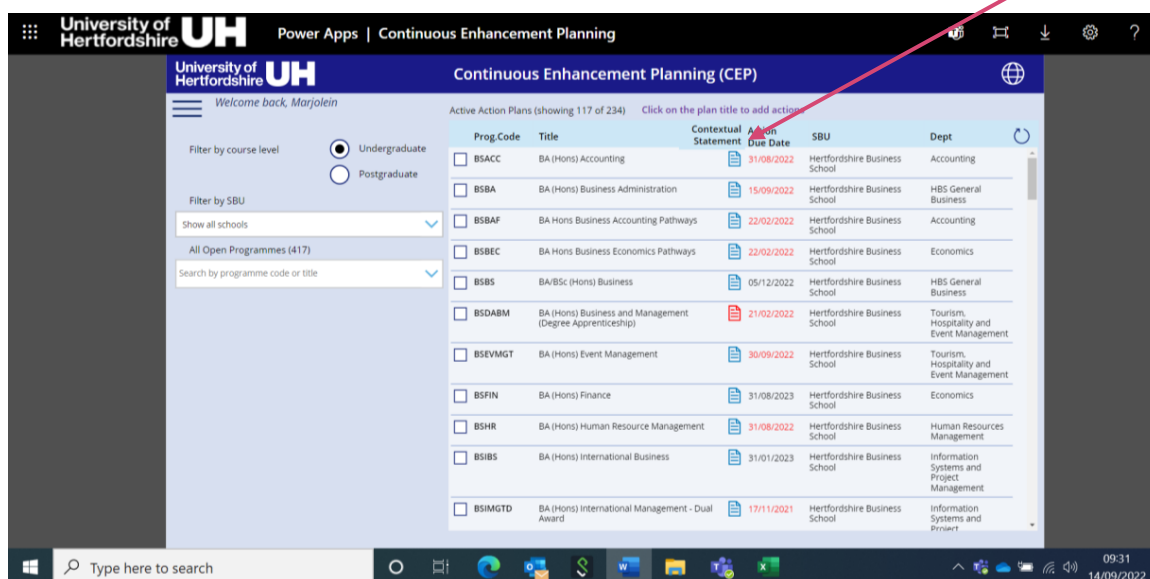 University of
Hertfordshire UH
Power Apps | Continuous Enhancement Planning
?
University of
Hertfordshire UH
Continuous Enhancement Planning (CEP)
Welcome back, Marjolein
Filter by course level
Undergraduate
Postgraduate
Filter by SBU
Show all schools
All Open Programmes (417)
Search by programme code or title
Active Action Plans (showing 117 of 234) Click on the plan title to add actions
Prog.Code Title Contextual Statement Action Due Date SBU Dept
BSACC BA (Hons) Accounting 31/08/2022 Hertfordshire Business School Accounting
BSBA BA (Hons) Business Administration 15/09/2022 Hertfordshire Business School HBS General Business
BSBAF BA Hons Business Accounting Pathways 22/02/2022 Hertfordshire Business School Accounting
BSBEC BA Hons Business Economics Pathways 22/02/2022 Hertfordshire Business School Economics
BSBS BA/BSc (Hons) Business 05/12/2022 Hertfordshire Business School HBS General Business
BSDABM BA (Hons) Business and Management (Degree Apprenticeship) 21/02/2022 Hertfordshire Business School Tourism, Hospitality and Event Management
BSEVMGT BA (Hons) Event Management 30/09/2022 Hertfordshire Business School Tourism, Hospitality and Event Management
BSFIN BA (Hons) Finance 31/08/2023 Hertfordshire Business School Economics
BSHR BA (Hons) Human Resource Management 31/08/2022 Hertfordshire Business School Human Resources Management
BSIBS BA (Hons) International Business 31/01/2023 Hertfordshire Business School Information Systems and Project Management
BSIMGTD BA (Hons) International Management - Dual Award 17/11/2021 Hertfordshire Business School Information Systems and Project
Type here to search
09:31
14/09/2022